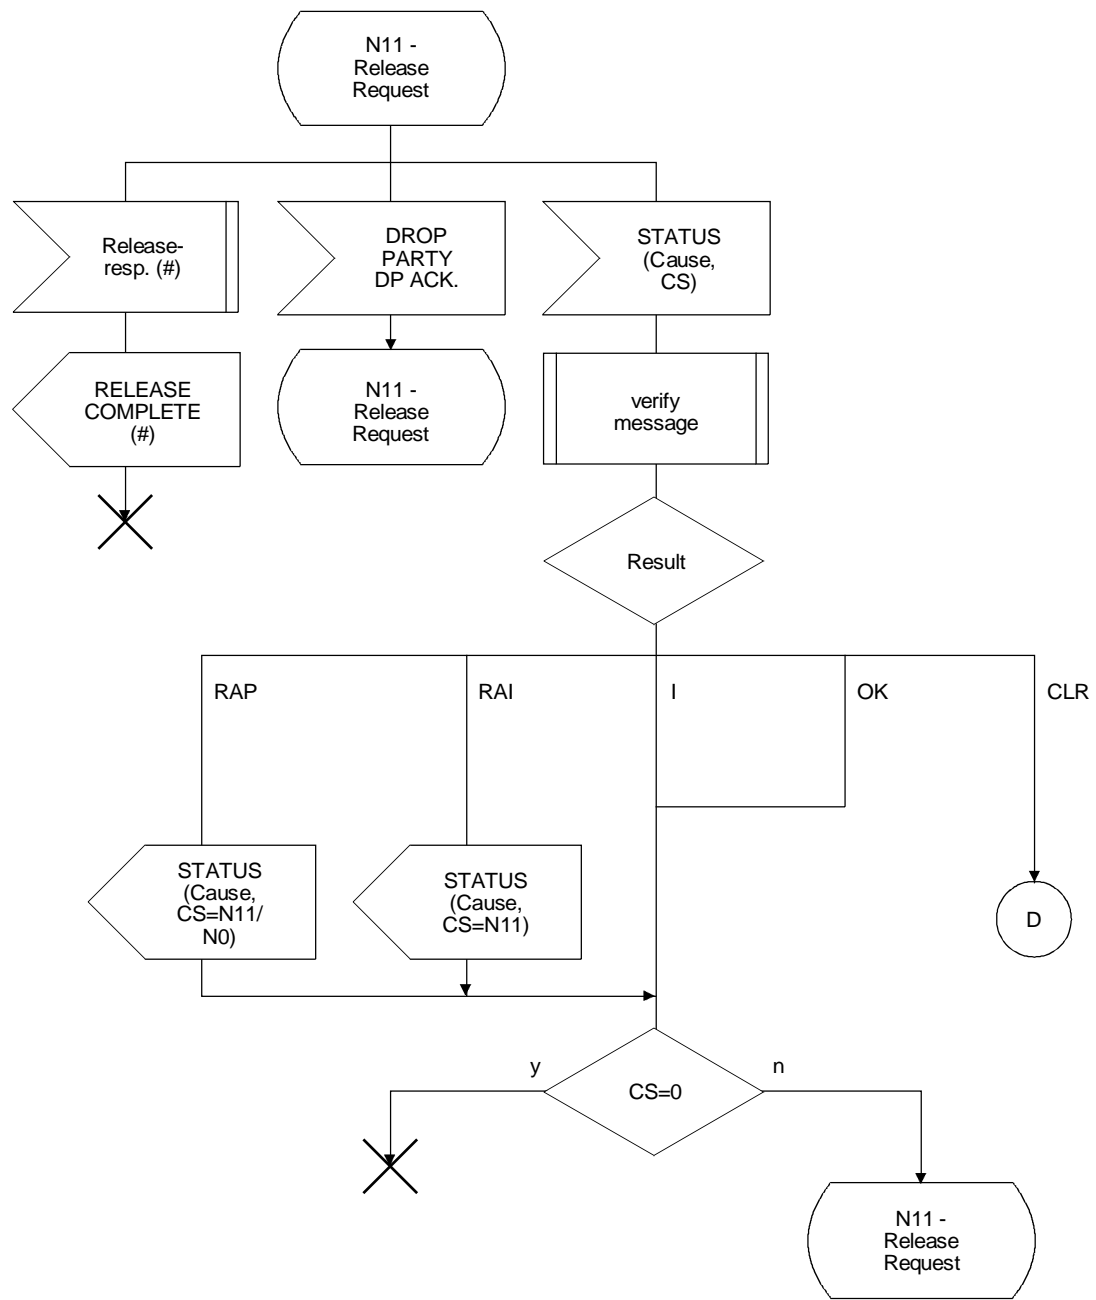 N11 -
Release
Request
Release-
resp. (#)
DROP
PARTY
DP ACK.
STATUS
(Cause,
CS)
RELEASE
COMPLETE
(#)
N11 -
Release
Request
verify
message
Result
RAP
RAI
I
OK
CLR
STATUS
(Cause,
CS=N11/
N0)
STATUS
(Cause,
CS=N11)
D
y
n
CS=0
N11 -
Release
Request